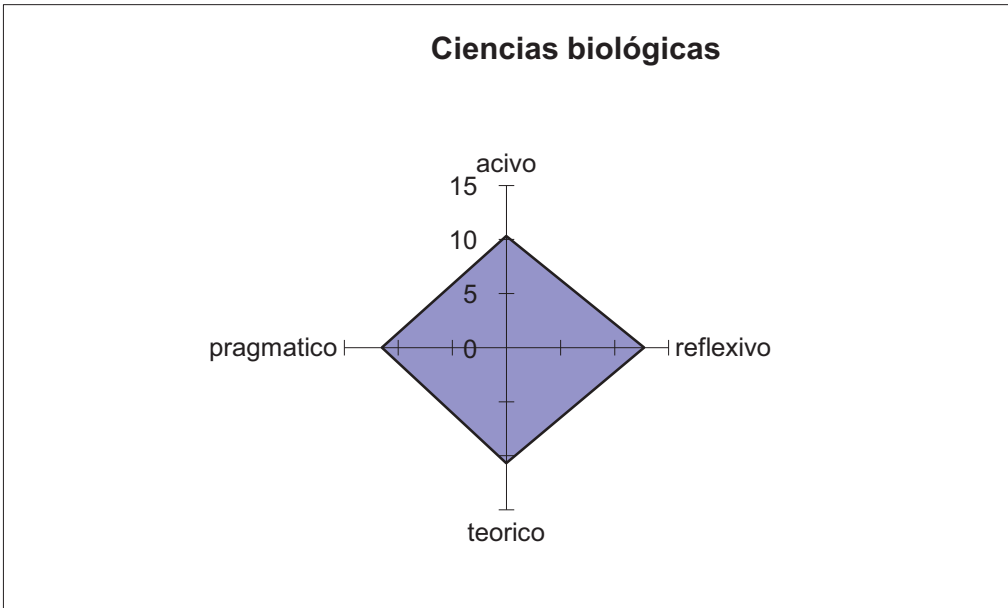 Ciencias biológicas
acivo
15
10
5
0
pragmatico
reflexivo
teorico